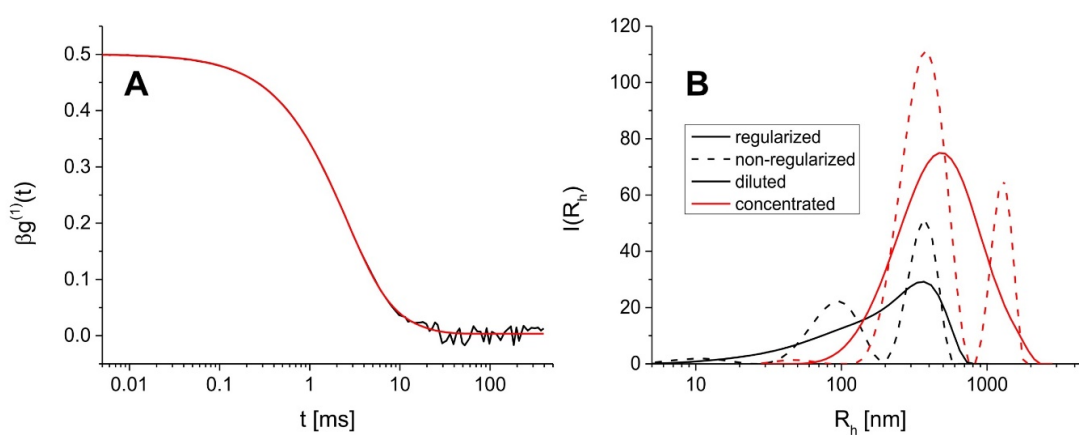 A
0.5
0.4
0.3
0.2
0.1
0.0
βg(1)(t)
0.01 0.1 1 10 100
t [ms]
B
120
100
80
60
40
20
0
I(Rh)
regularized
non-regularized
diluted
concentrated
10 100 1000
Rh [nm]